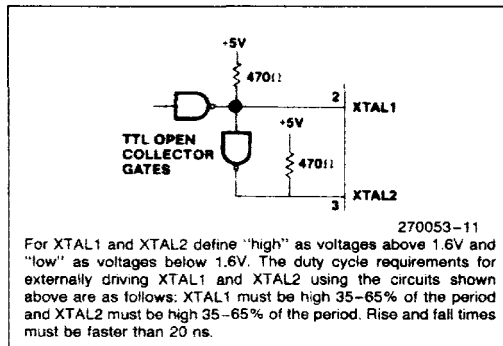 +5V
470Ω
2
XTAL1
TTL OPEN
COLLECTOR
GATES
+5V
470Ω
XTAL2
3
270053-11
For XTAL1 and XTAL2 define "high" as voltages above 1.6V and
"low" as voltages below 1.6V. The duty cycle requirements for
externally driving XTAL1 and XTAL2 using the circuits shown
above are as follows: XTAL1 must be high 35-65% of the period
and XTAL2 must be high 35-65% of the period. Rise and fall times
must be faster than 20 ns.